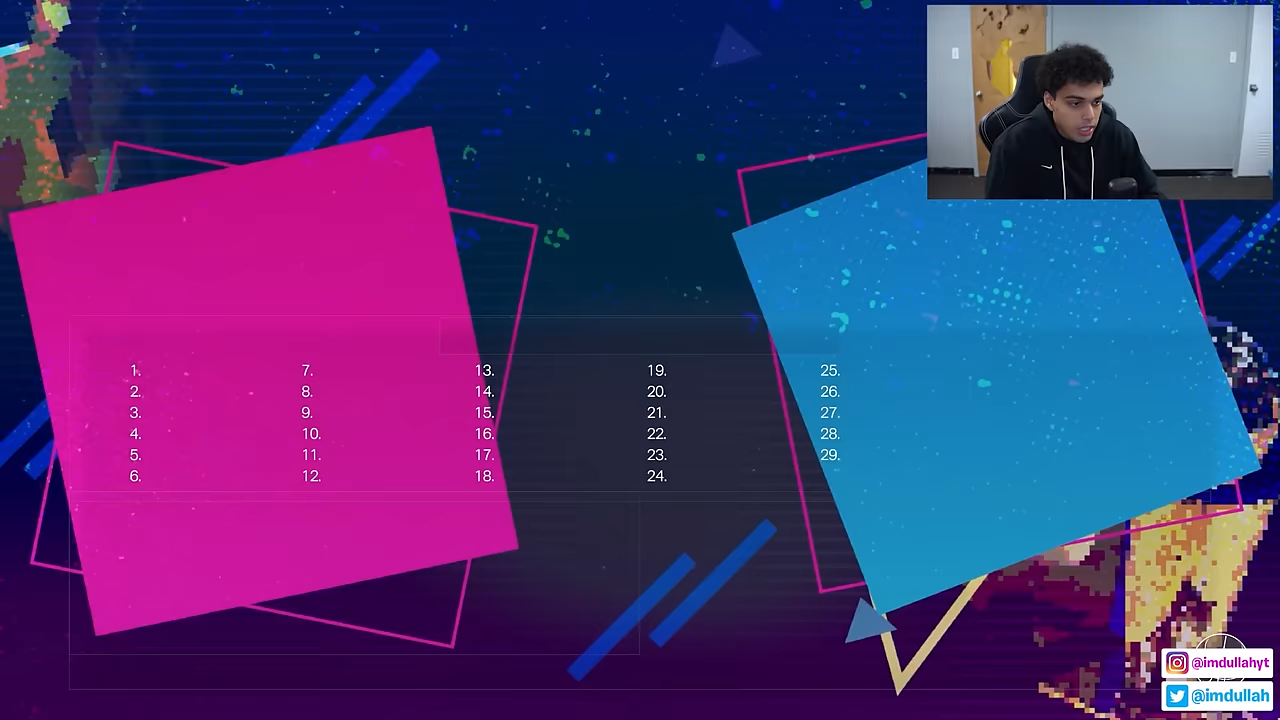 1. 7. 13. 19. 25.
2. 8. 14. 20. 26.
3. 9. 15. 21. 27.
4. 10. 16. 22. 28.
5. 11. 17. 23. 29.
6. 12. 18. 24.
@imdullahyt
@imdullah